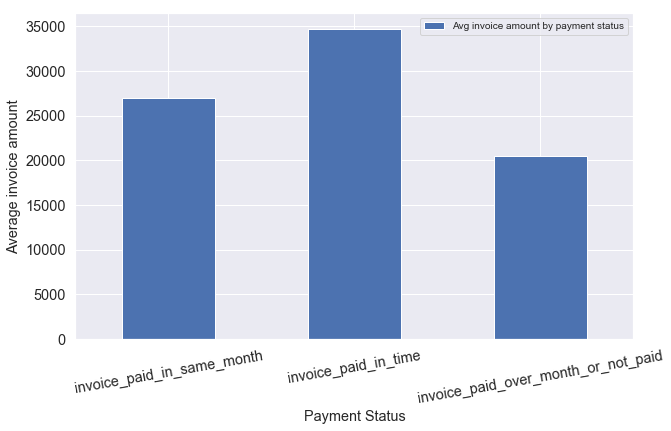 Avg invoice amount by payment status
35000
30000
25000
20000
15000
10000
5000
0
Average invoice amount
invoice_paid_in_same_month
invoice_paid_in_time
invoice_paid_over_month_or_not_paid
Payment Status